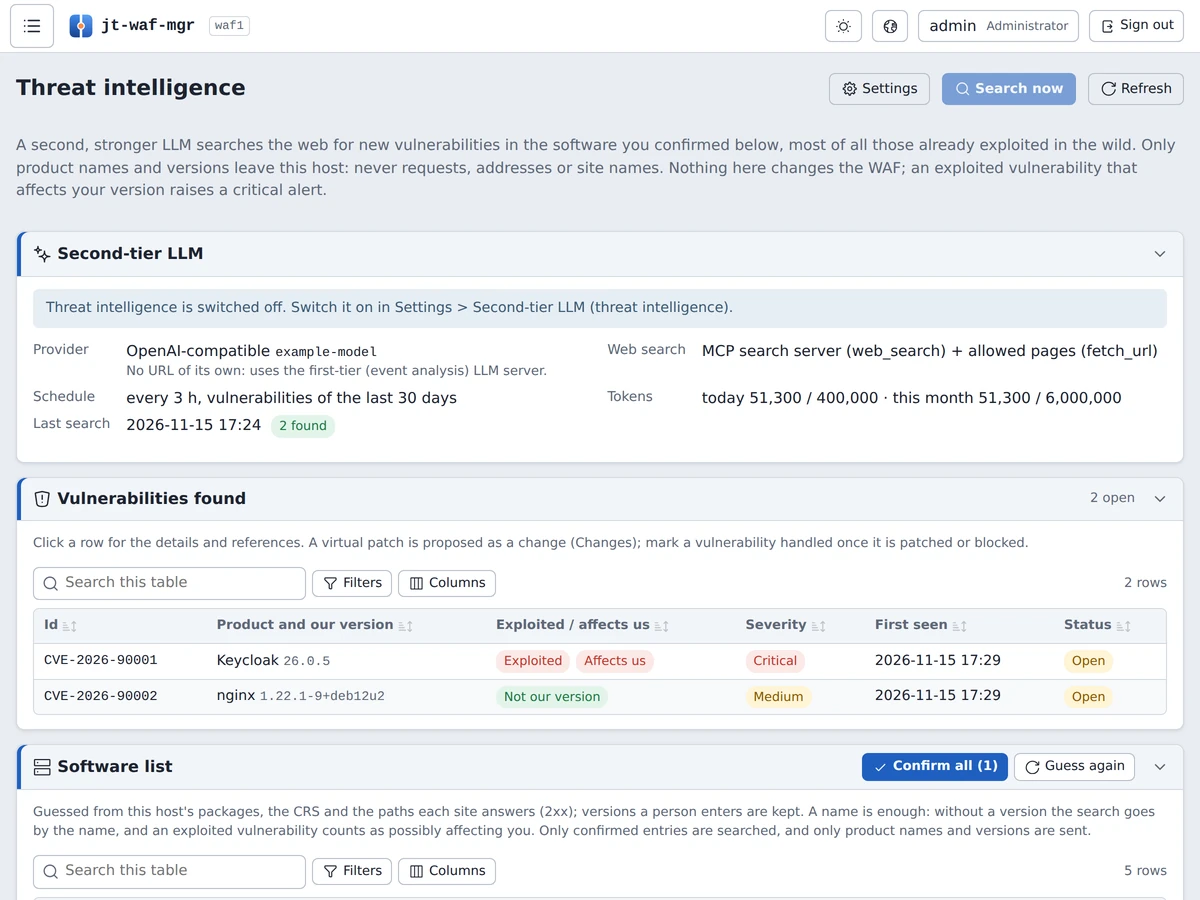 jt-waf-mgr waf1 admin Administrator Sign out
Threat intelligence Settings Search now Refresh
A second, stronger LLM searches the web for new vulnerabilities in the software you confirmed below, most of all those already exploited in the wild. Only
product names and versions leave this host: never requests, addresses or site names. Nothing here changes the WAF; an exploited vulnerability that
affects your version raises a critical alert.
Second-tier LLM
Threat intelligence is switched off. Switch it on in Settings > Second-tier LLM (threat intelligence).
Provider OpenAI-compatible example-model Web search MCP search server (web_search) + allowed pages (fetch_url)
No URL of its own: uses the first-tier (event analysis) LLM server.
Schedule every 3 h, vulnerabilities of the last 30 days Tokens today 51,300 / 400,000 · this month 51,300 / 6,000,000
Last search 2026-11-15 17:24 2 found
Vulnerabilities found 2 open
Click a row for the details and references. A virtual patch is proposed as a change (Changes); mark a vulnerability handled once it is patched or blocked.
Search this table Filters Columns 2 rows
Id Product and our version Exploited / affects us Severity First seen Status
CVE-2026-90001 Keycloak 26.0.5 Exploited Affects us Critical 2026-11-15 17:29 Open
CVE-2026-90002 nginx 1.22.1-9+deb12u2 Not our version Medium 2026-11-15 17:29 Open
Software list Confirm all (1) Guess again
Guessed from this host's packages, the CRS and the paths each site answers (2xx); versions a person enters are kept. A name is enough: without a version the search goes
by the name, and an exploited vulnerability counts as possibly affecting you. Only confirmed entries are searched, and only product names and versions are sent.
Search this table Filters Columns 5 rows